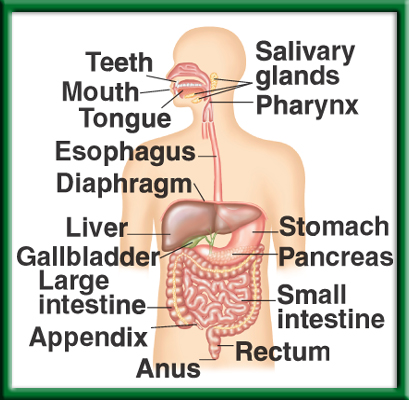 Teeth
Mouth
Tongue
Salivary
glands
Pharynx
Esophagus
Diaphragm
Liver
Gallbladder
Large
intestine
Appendix
Anus
Stomach
Pancreas
Small
intestine
Rectum